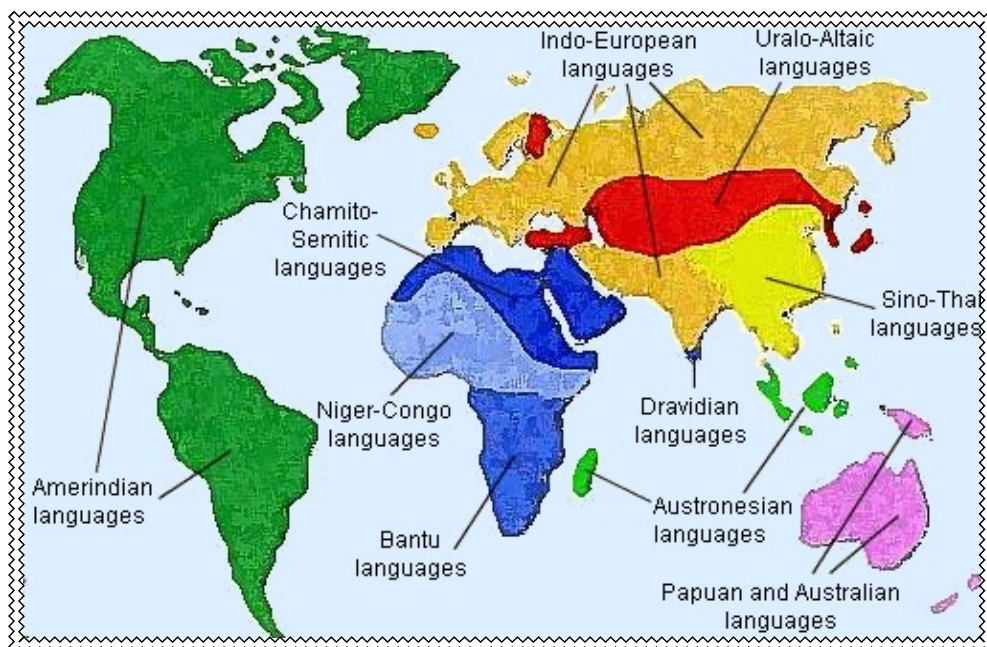 Indo-European
languages
Uralo-Altaic
languages
Chamito-
Semitic
languages
Sino-Thai
languages
Niger-Congo
languages
Dravidian
languages
Amerindian
languages
Austronesian
languages
Bantu
languages
Papuan and Australian
languages